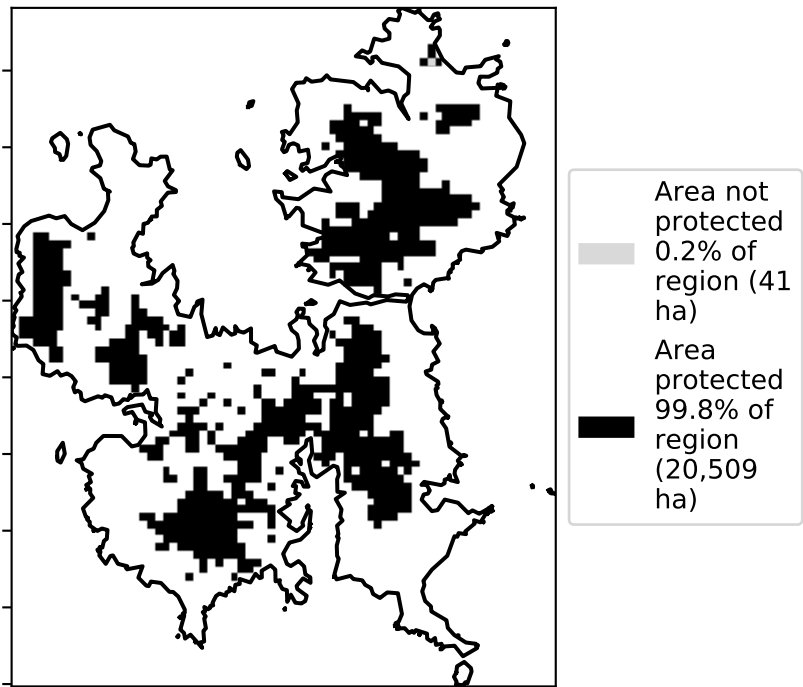 Area not
protected
0.2% of
region (41
ha)
Area
protected
99.8% of
region
(20,509
ha)